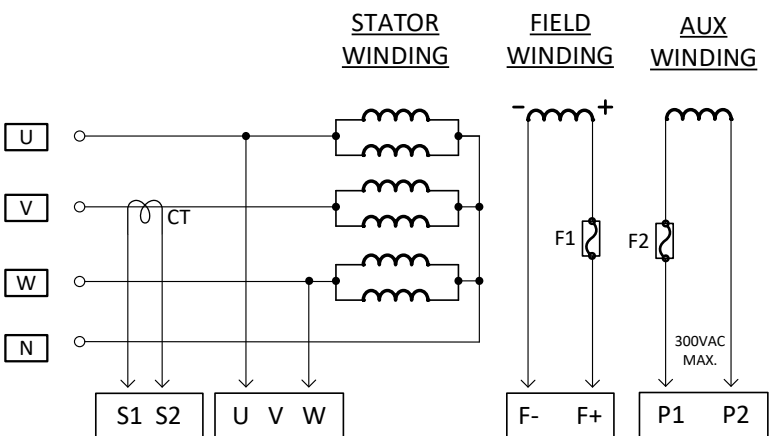 STATOR
WINDING
FIELD
WINDING
AUX
WINDING
- +
U
V
CT
F1
F2
W
N
300VAC
MAX.
S1 S2
U V W
F- F+
P1 P2